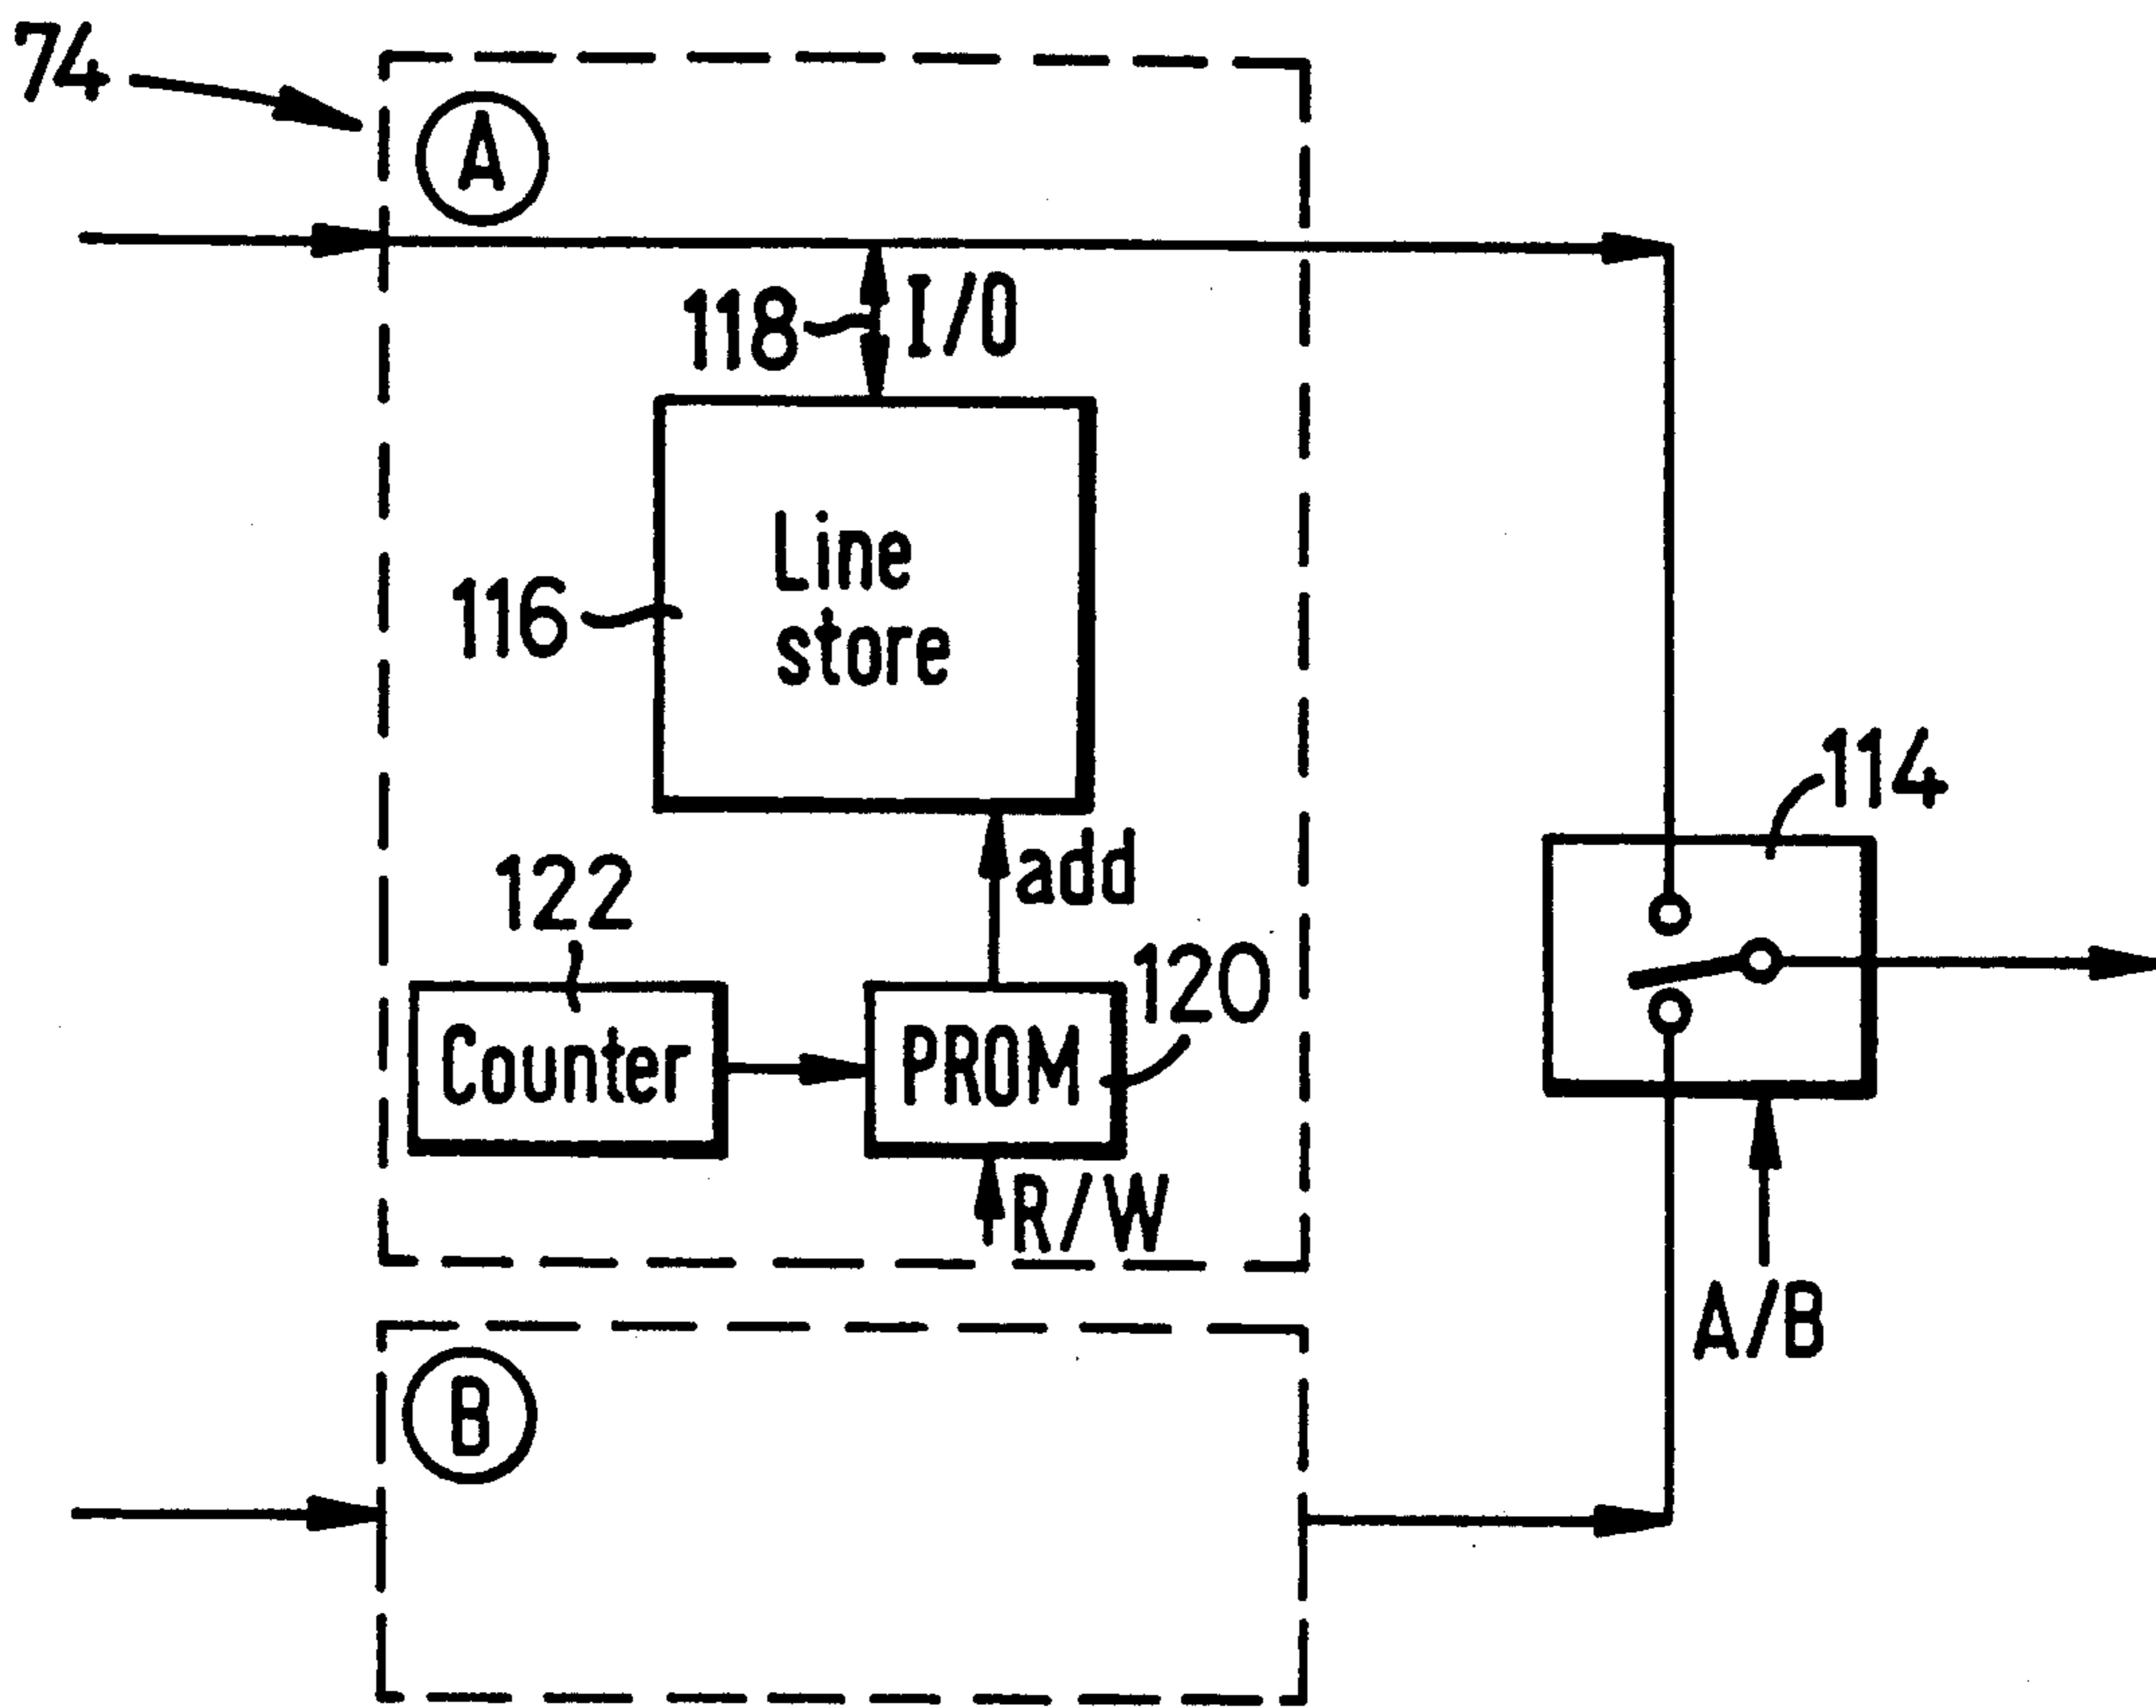 74
A
118
I/O
Line
store
116
114
add
122
120
Counter
PROM
R/W
A/B
B